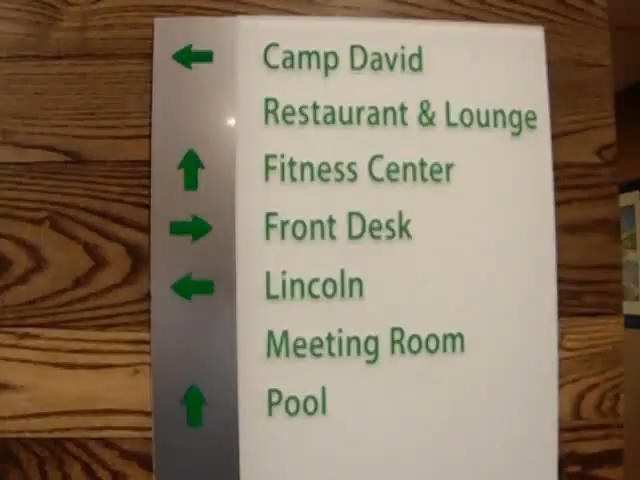 Camp David
Restaurant & Lounge
Fitness Center
Front Desk
Lincoln
Meeting Room
Pool